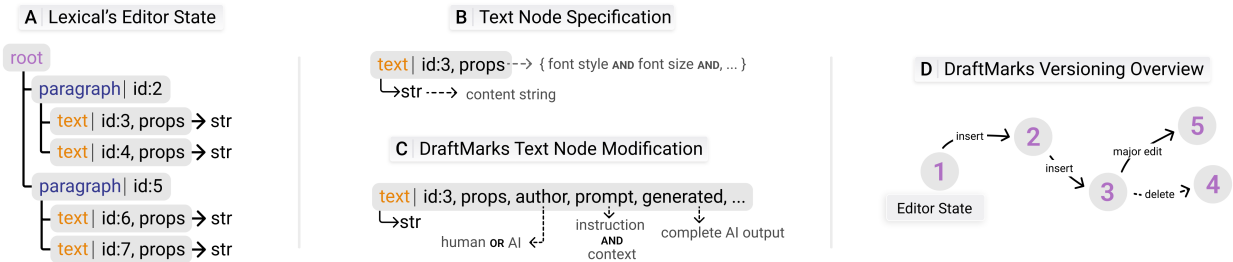 A Lexical's Editor State
root
paragraph| id:2
text| id:3, props → str
text| id:4, props → str
paragraph| id:5
text| id:6, props → str
text| id:7, props → str
B Text Node Specification
text| id:3, props --> { font style AND font size AND, ... }
str ---> content string
C DraftMarks Text Node Modification
text| id:3, props, author, prompt, generated, ...
str
human OR AI
instruction
AND
context
complete AI output
D DraftMarks Versioning Overview
1
Editor State
insert
2
insert
3
major edit
5
delete
4